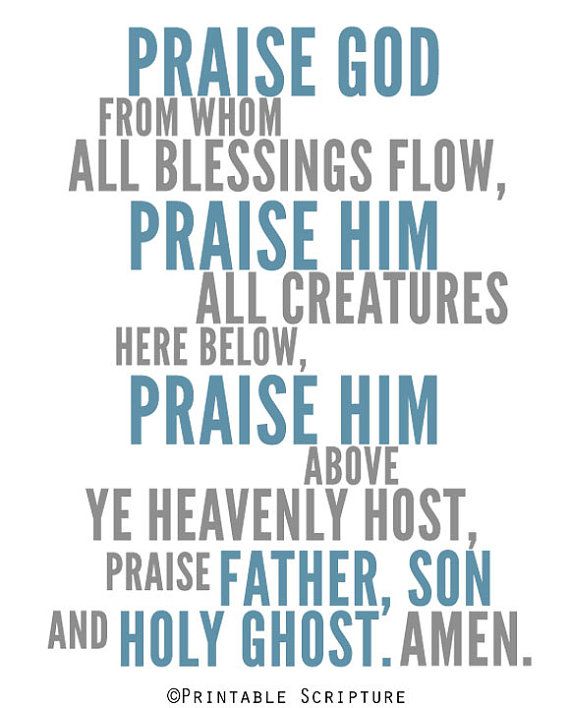 PRAISE GOD
FROM WHOM
ALL BLESSINGS FLOW,
PRAISE HIM
ALL CREATURES
HERE BELOW,
PRAISE HIM
ABOVE
YE HEAVENLY HOST,
PRAISE FATHER, SON
AND HOLY GHOST. AMEN.
©PRINTABLE SCRIPTURE